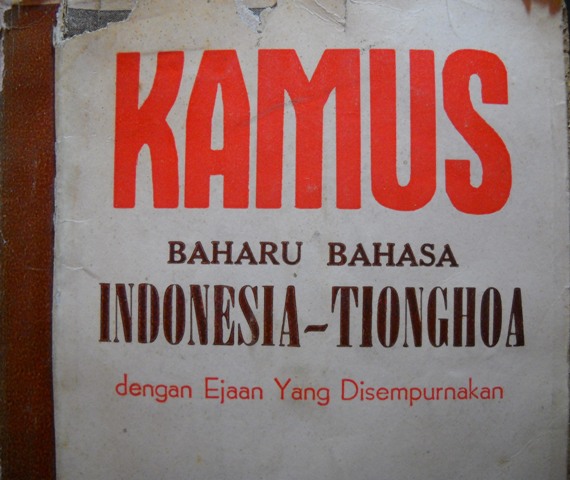 KAMUS
BAHARU BAHASA
INDONESIA~TIONGHOA
dengan Ejaan Yang Disempurnakan